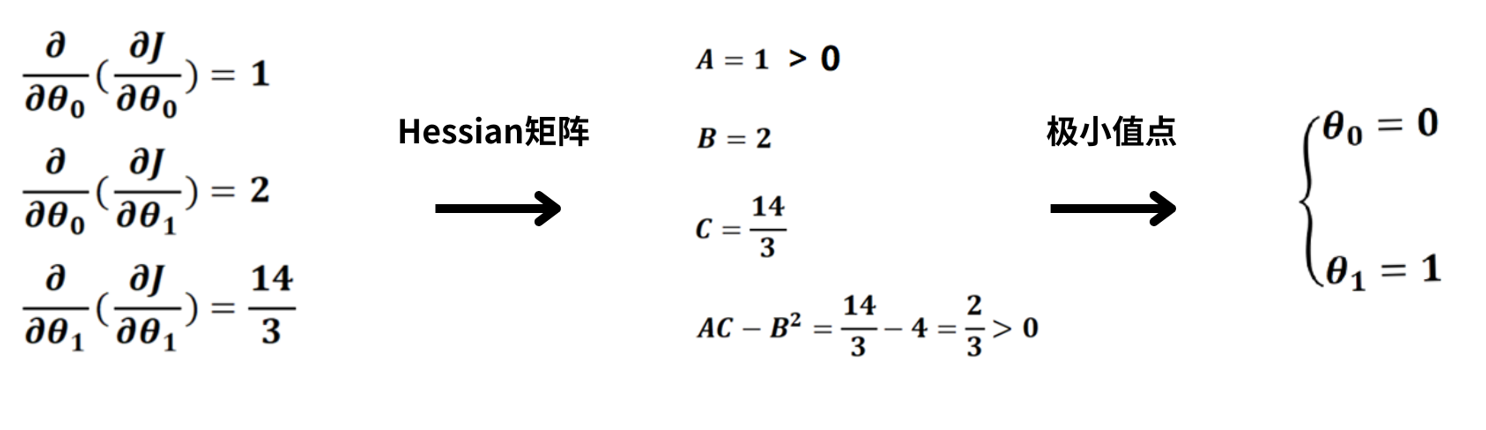 ∂/∂θ₀(∂J/∂θ₀) = 1
∂/∂θ₀(∂J/∂θ₁) = 2
∂/∂θ₁(∂J/∂θ₁) = 14/3
Hessian矩阵
A = 1 > 0
B = 2
C = 14/3
AC − B² = 14/3 − 4 = 2/3 > 0
极小值点
θ₀ = 0
θ₁ = 1